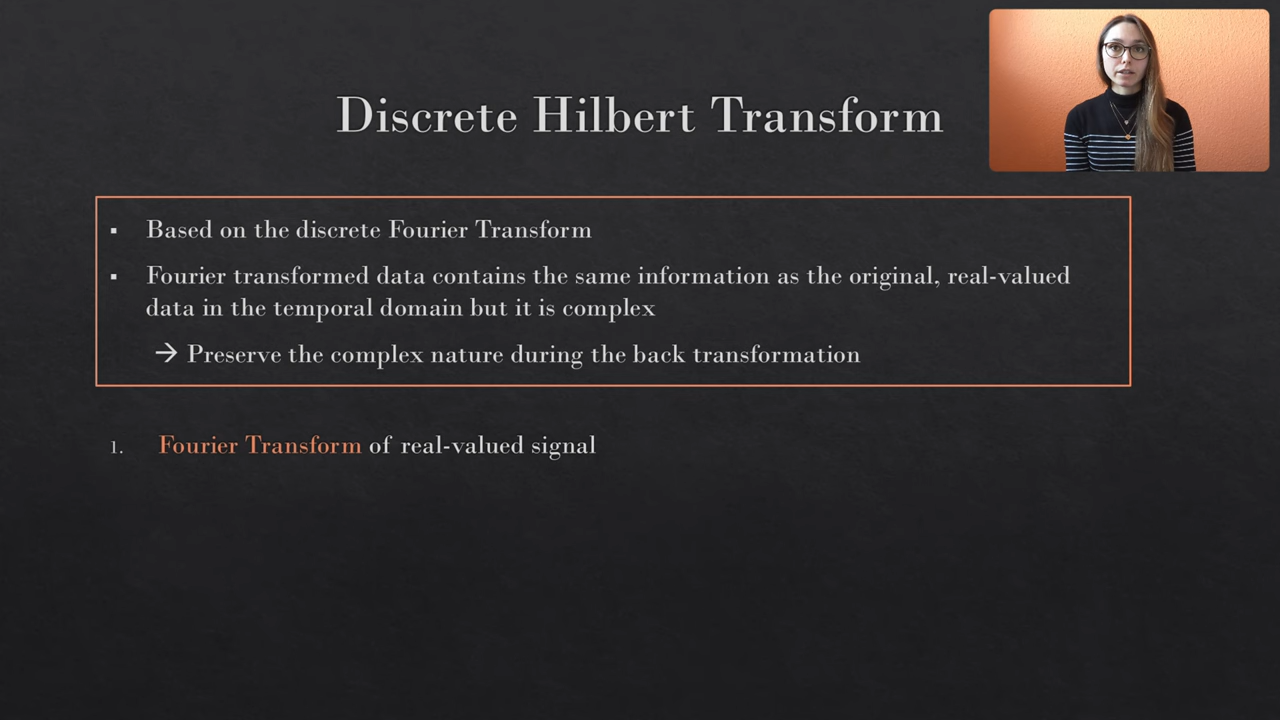 Discrete Hilbert Transform
▪ Based on the discrete Fourier Transform
▪ Fourier transformed data contains the same information as the original, real-valued
data in the temporal domain but it is complex
→ Preserve the complex nature during the back transformation
1. Fourier Transform of real-valued signal